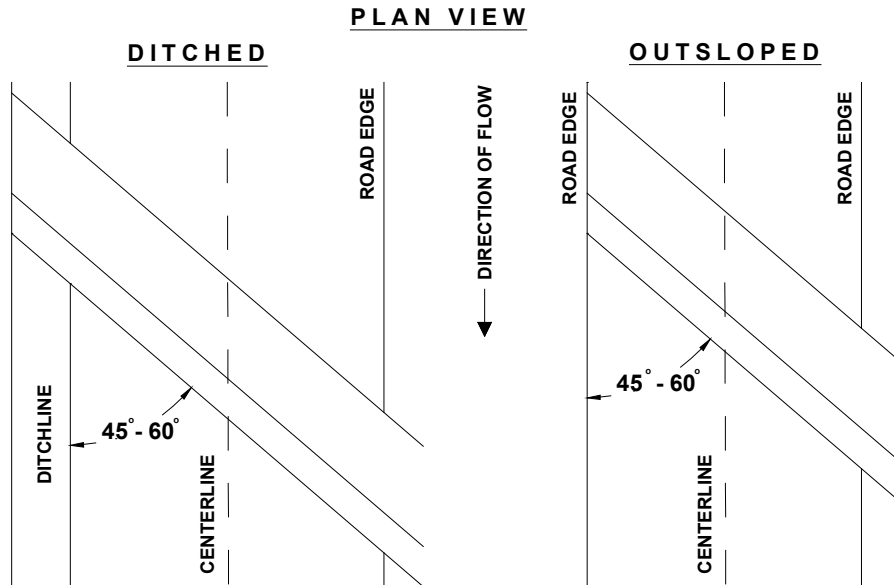 PLAN VIEW
DITCHED
OUTSLOPED
ROAD EDGE
DIRECTION OF FLOW
ROAD EDGE
ROAD EDGE
45° - 60°
45° - 60°
DITCHLINE
CENTERLINE
CENTERLINE